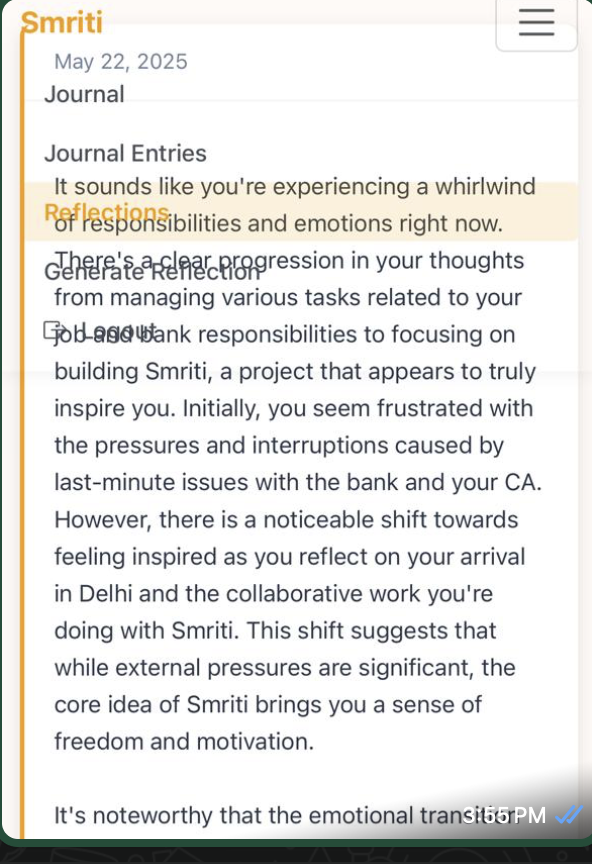 Smriti
May 22, 2025
Journal
Journal Entries
It sounds like you're experiencing a whirlwind
Reflections
of responsibilities and emotions right now.
There's a clear progression in your thoughts
Generate Reflection
from managing various tasks related to your
Logout
job and bank responsibilities to focusing on
building Smriti, a project that appears to truly
inspire you. Initially, you seem frustrated with
the pressures and interruptions caused by
last-minute issues with the bank and your CA.
However, there is a noticeable shift towards
feeling inspired as you reflect on your arrival
in Delhi and the collaborative work you're
doing with Smriti. This shift suggests that
while external pressures are significant, the
core idea of Smriti brings you a sense of
freedom and motivation.
It's noteworthy that the emotional transition
3:55 PM